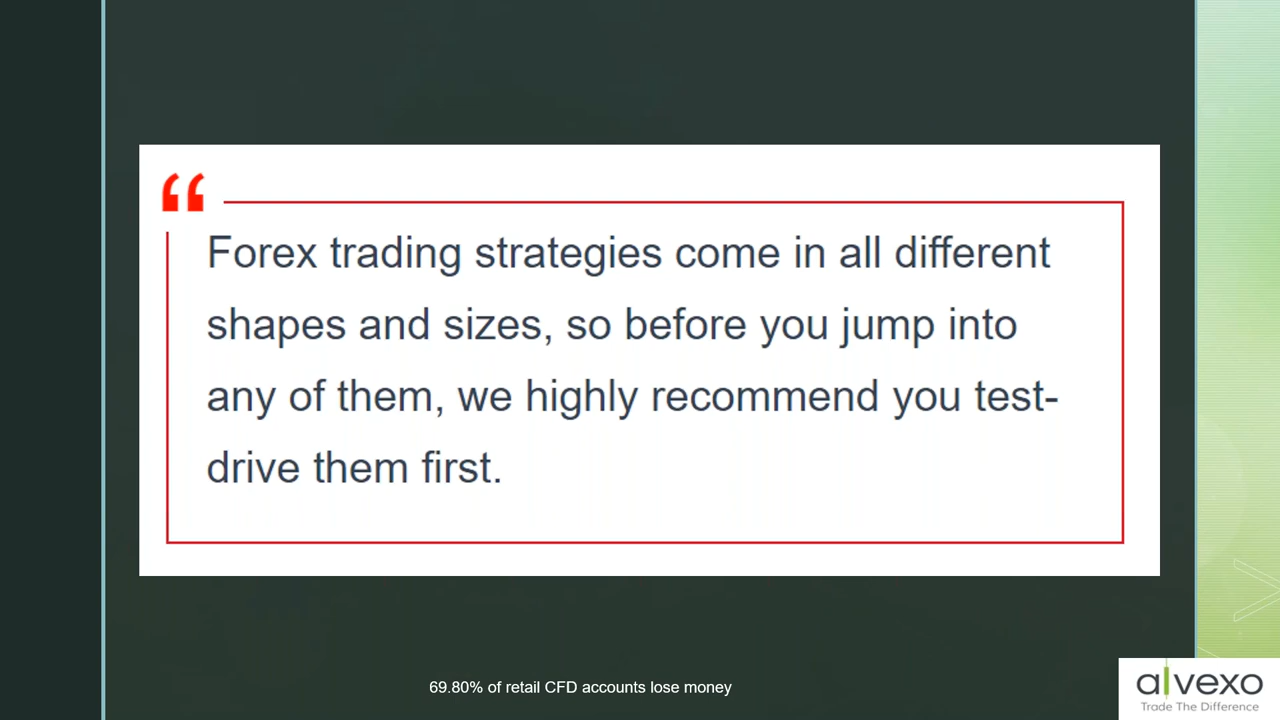 “
Forex trading strategies come in all different
shapes and sizes, so before you jump into
any of them, we highly recommend you test-
drive them first.
69.80% of retail CFD accounts lose money
alvexo
Trade The Difference